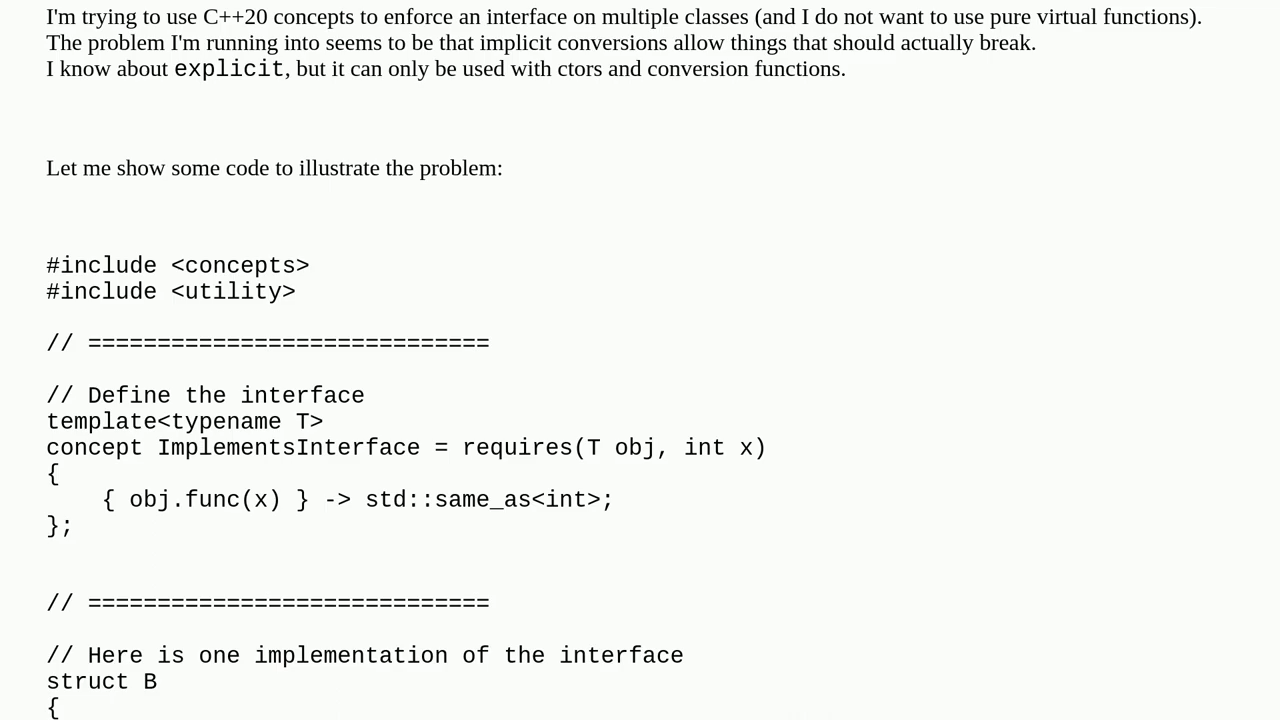 I'm trying to use C++20 concepts to enforce an interface on multiple classes (and I do not want to use pure virtual functions).
The problem I'm running into seems to be that implicit conversions allow things that should actually break.
I know about explicit, but it can only be used with ctors and conversion functions.
Let me show some code to illustrate the problem:
#include <concepts>
#include <utility>
// =============================
// Define the interface
template<typename T>
concept ImplementsInterface = requires(T obj, int x)
{
    { obj.func(x) } -> std::same_as<int>;
};
// =============================
// Here is one implementation of the interface
struct B
{